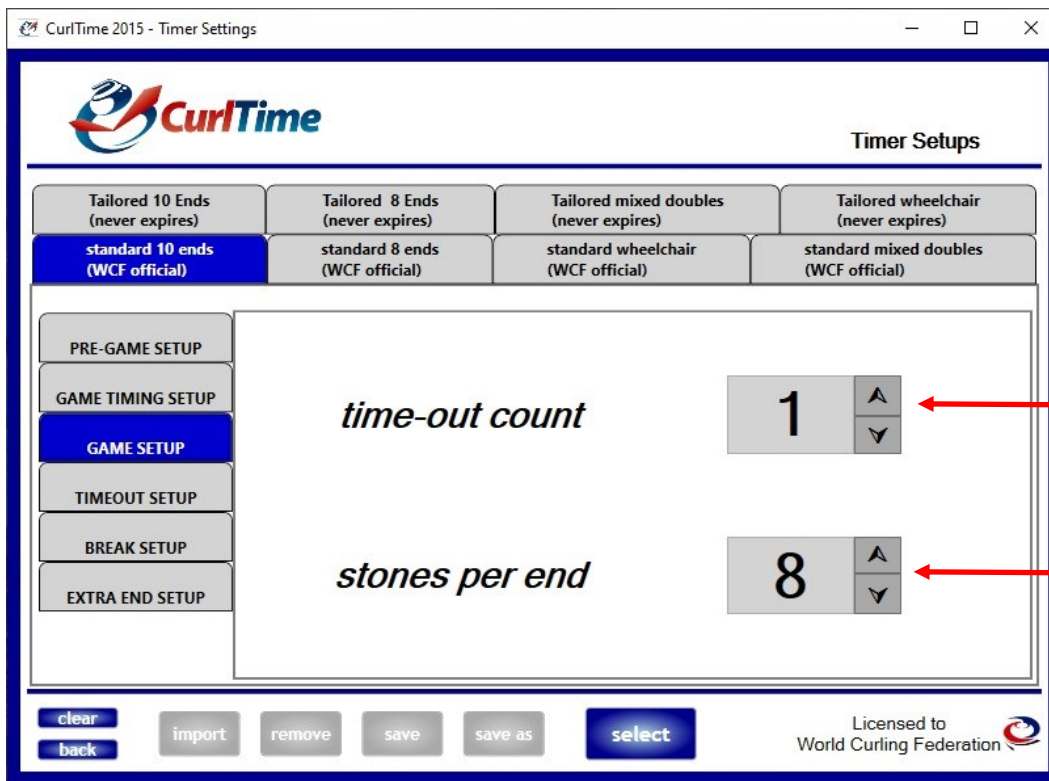 CurlTime 2015 - Timer Settings
CurlTime
Timer Setups
Tailored 10 Ends
(never expires)
Tailored 8 Ends
(never expires)
Tailored mixed doubles
(never expires)
Tailored wheelchair
(never expires)
standard 10 ends
(WCF official)
standard 8 ends
(WCF official)
standard wheelchair
(WCF official)
standard mixed doubles
(WCF official)
PRE-GAME SETUP
GAME TIMING SETUP
GAME SETUP
TIMEOUT SETUP
BREAK SETUP
EXTRA END SETUP
time-out count
1
stones per end
8
clear
back
import
remove
save
save as
select
Licensed to
World Curling Federation